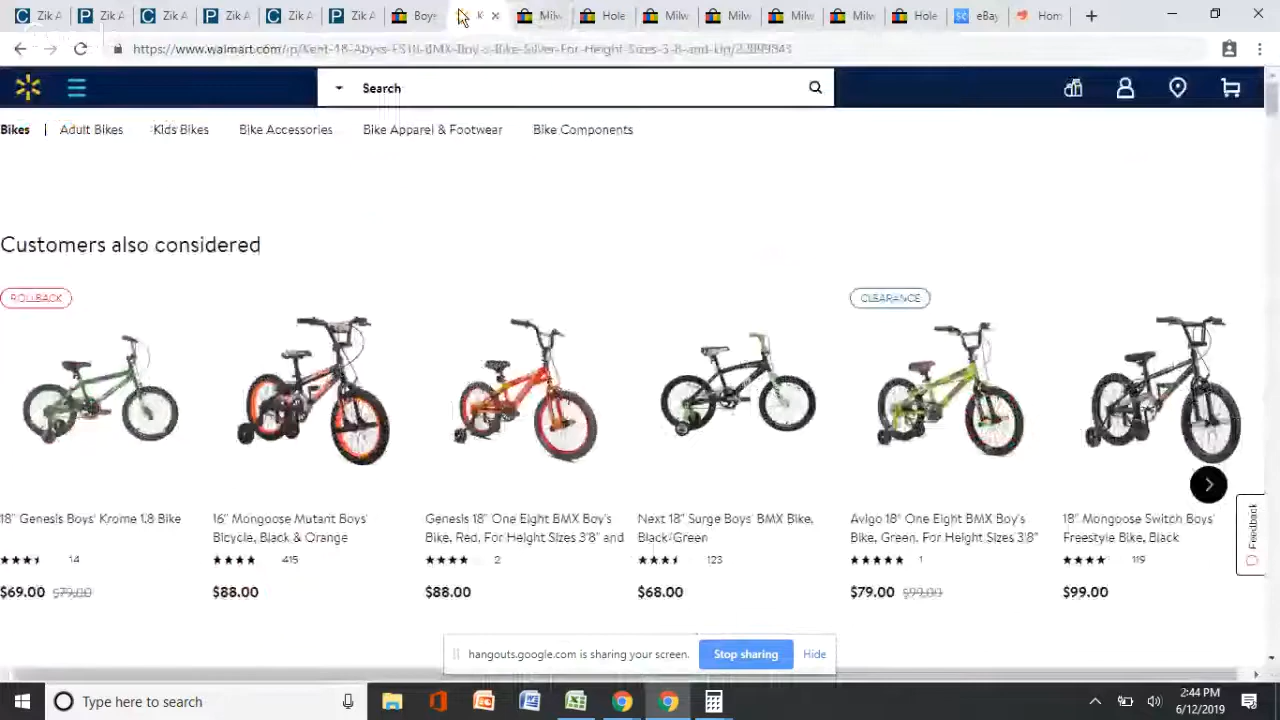 Zik A
Zik A
Zik A
Zik A
Zik A
Zik A
Boys
K
Milw
Hole
Milw
Milw
Milw
Milw
Hole
eBay
Hom
https://www.walmart.com/ip/Kent-18-Abyss-FS18-BMX-Boy-s-Bike-Silver-For-Height-Sizes-3-8-and-Up/22899843
Search
Bikes | Adult Bikes Kids Bikes Bike Accessories Bike Apparel & Footwear Bike Components
Customers also considered
ROLLBACK
CLEARANCE
18" Genesis Boys' Krome 1.8 Bike
14
$69.00 $79.00
16" Mongoose Mutant Boys'
Bicycle, Black & Orange
415
$88.00
Genesis 18" One Eight BMX Boy's
Bike, Red, For Height Sizes 3'8" and
2
$88.00
Next 18" Surge Boys' BMX Bike,
Black/Green
123
$68.00
Avigo 18" One Eight BMX Boy's
Bike, Green, For Height Sizes 3'8"
1
$79.00 $99.00
18" Mongoose Switch Boys'
Freestyle Bike, Black
119
$99.00
Feedback
hangouts.google.com is sharing your screen.
Stop sharing
Hide
Type here to search
2:44 PM
6/12/2019